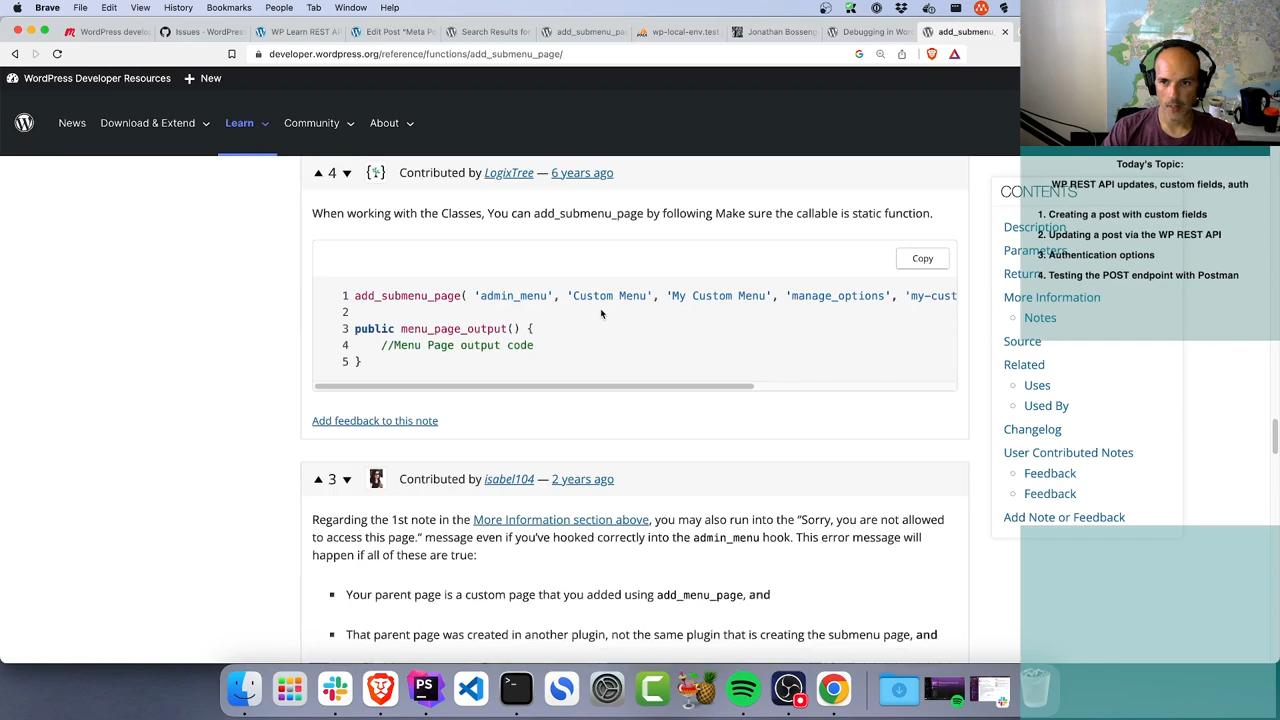 Brave File Edit View History Bookmarks People Tab Window Help
WordPress develo
Issues · WordPress
WP Learn REST AP
Edit Post "Meta Po
Search Results for
add_submenu_pa
wp-local-env.test
Jonathan Bosseng
Debugging in Wor
add_submenu_p
developer.wordpress.org/reference/functions/add_submenu_page/
WordPress Developer Resources New
News Download & Extend Learn Community About
4 Contributed by LogixTree — 6 years ago
When working with the Classes, You can add_submenu_page by following Make sure the callable is static function.
Copy
1 add_submenu_page( 'admin_menu', 'Custom Menu', 'My Custom Menu', 'manage_options', 'my-cust
2
3 public menu_page_output() {
4 //Menu Page output code
5 }
Add feedback to this note
3 Contributed by isabel104 — 2 years ago
Regarding the 1st note in the More Information section above, you may also run into the "Sorry, you are not allowed
to access this page." message even if you've hooked correctly into the admin_menu hook. This error message will
happen if all of these are true:
Your parent page is a custom page that you added using add_menu_page, and
That parent page was created in another plugin, not the same plugin that is creating the submenu page, and
Today's Topic:
WP REST API updates, custom fields, auth
1. Creating a post with custom fields
2. Updating a post via the WP REST API
3. Authentication options
4. Testing the POST endpoint with Postman
CONTENTS
Description
Parameters
Return
More Information
Notes
Source
Related
Uses
Used By
Changelog
User Contributed Notes
Feedback
Feedback
Add Note or Feedback
PS